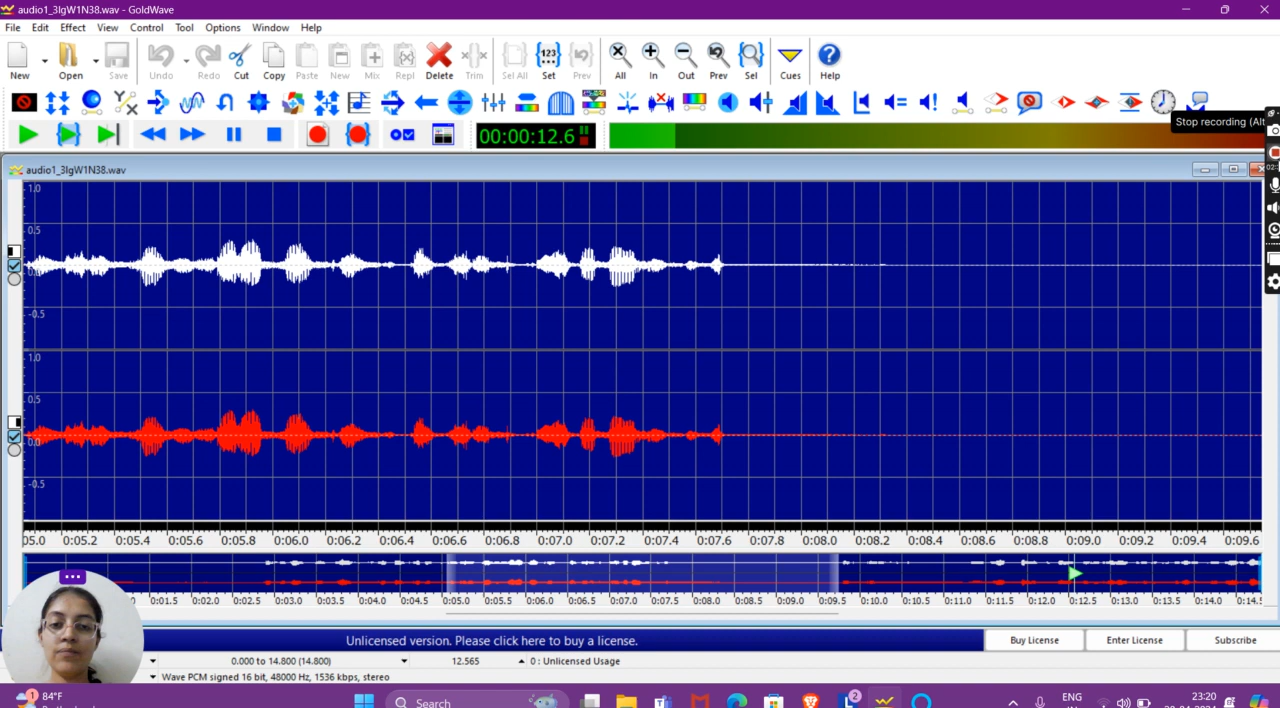 audio1_3IgW1N38.wav - GoldWave
File Edit Effect View Control Tool Options Window Help
New Open Save Undo Redo Cut Copy Paste New Mix Repl Delete Trim Sel All Set Prev All In Out Prev Sel Cues Help
123
Stop recording (Alt
00:00:12.6
audio1_3IgW1N38.wav
1.0
0.5
0.0
-0.5
1.0
0.5
0.0
-0.5
05.0 0:05.2 0:05.4 0:05.6 0:05.8 0:06.0 0:06.2 0:06.4 0:06.6 0:06.8 0:07.0 0:07.2 0:07.4 0:07.6 0:07.8 0:08.0 0:08.2 0:08.4 0:08.6 0:08.8 0:09.0 0:09.2 0:09.4 0:09.6
0:01.5 0:02.0 0:02.5 0:03.0 0:03.5 0:04.0 0:04.5 0:05.0 0:05.5 0:06.0 0:06.5 0:07.0 0:07.5 0:08.0 0:08.5 0:09.0 0:09.5 0:10.0 0:10.5 0:11.0 0:11.5 0:12.0 0:12.5 0:13.0 0:13.5 0:14.0 0:14.5
Unlicensed version. Please click here to buy a license. Buy License Enter License Subscribe
0.000 to 14.800 (14.800) 12.565 0 : Unlicensed Usage
Wave PCM signed 16 bit, 48000 Hz, 1536 kbps, stereo
1 84°F Search 2 ENG 23:20